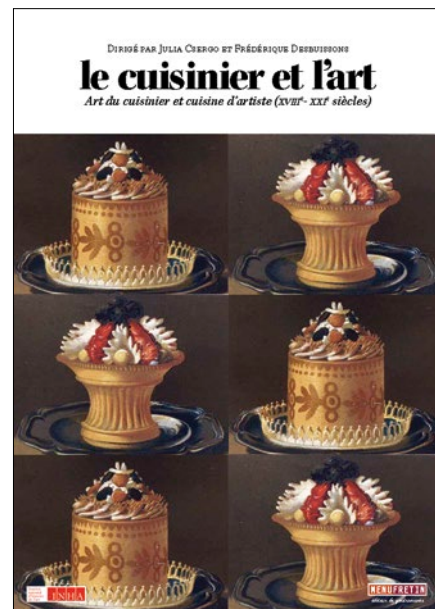 DIRIGÉ PAR JULIA CSERGO ET FRÉDÉRIQUE DESBUISSONS
le cuisinier et l'art
Art du cuisinier et cuisine d'artiste (XVIIIᵉ- XXIᵉ siècles)
INHA
MENUFRETIN